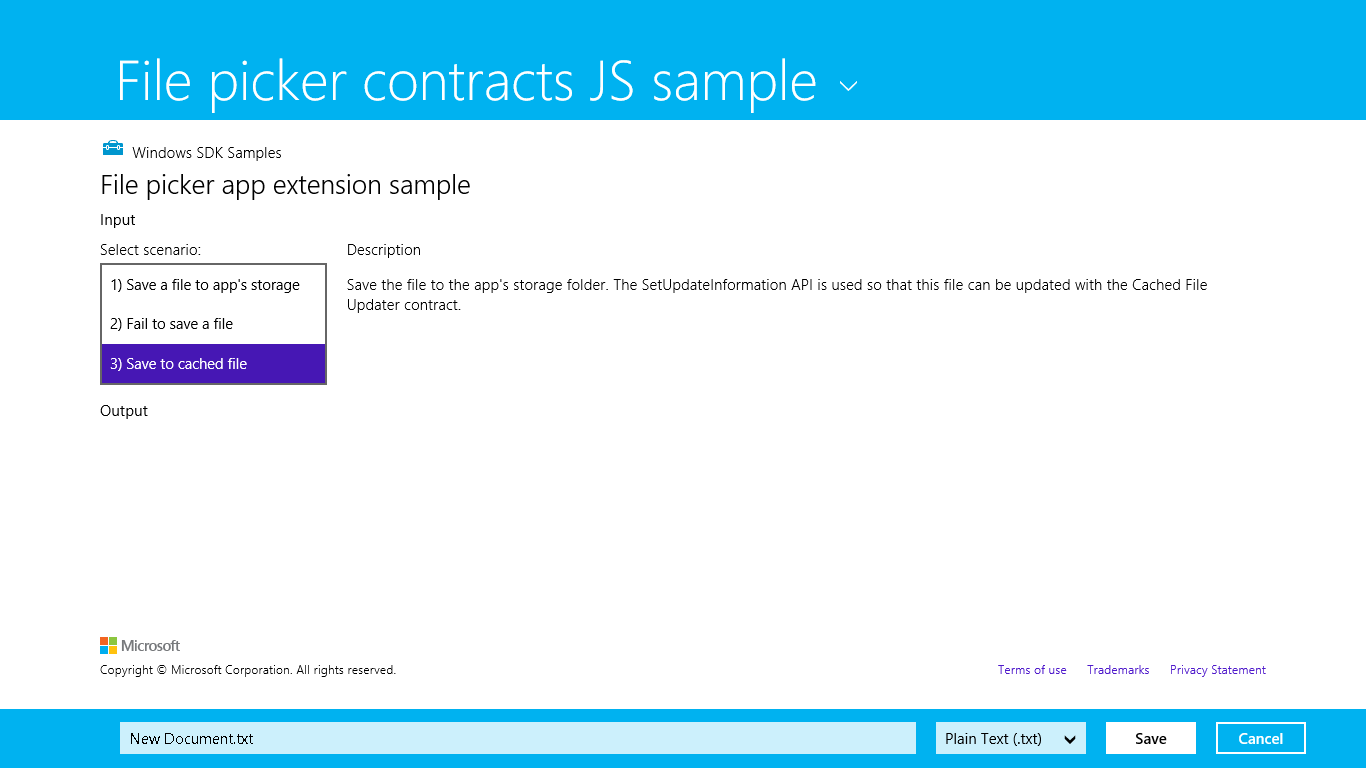 File picker contracts JS sample
Windows SDK Samples
File picker app extension sample
Input
Select scenario:
1) Save a file to app's storage
2) Fail to save a file
3) Save to cached file
Description
Save the file to the app's storage folder. The SetUpdateInformation API is used so that this file can be updated with the Cached File
Updater contract.
Output
Microsoft
Copyright © Microsoft Corporation. All rights reserved.
Terms of use Trademarks Privacy Statement
New Document.txt Plain Text (.txt) Save Cancel